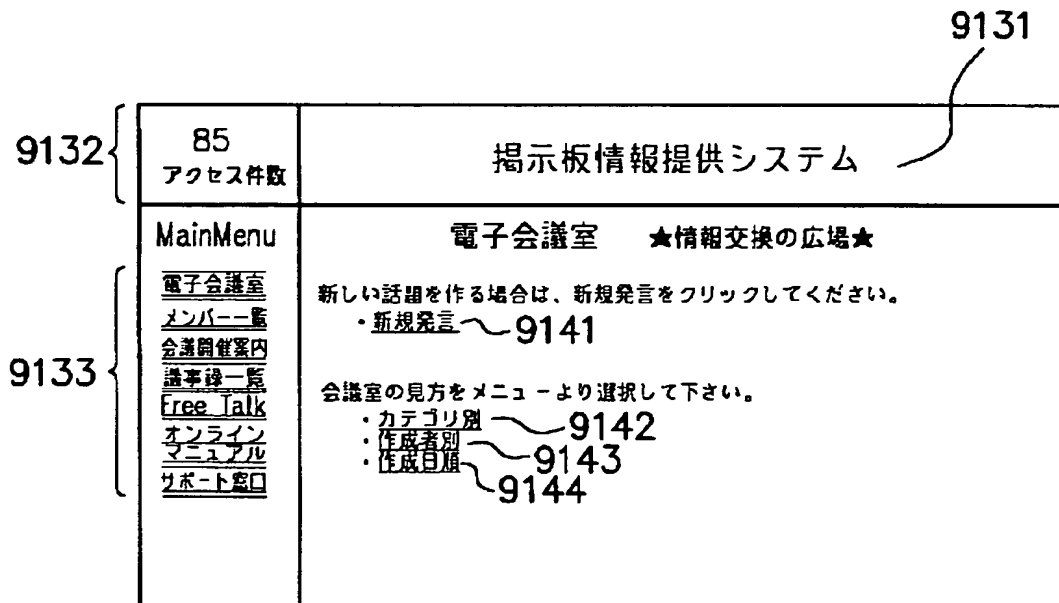 9131
9132
85
アクセス件数
掲示板情報提供システム
MainMenu
電子会議室 ★情報交換の広場★
9133
電子会議室
メンバー一覧
会議開催案内
議事録一覧
Free Talk
オンライン
マニュアル
サポート窓口
新しい話題を作る場合は、新規発言をクリックしてください。
・新規発言 9141
会議室の見方をメニューより選択して下さい。
・カテゴリ別 9142
・作成者別 9143
・作成日順 9144